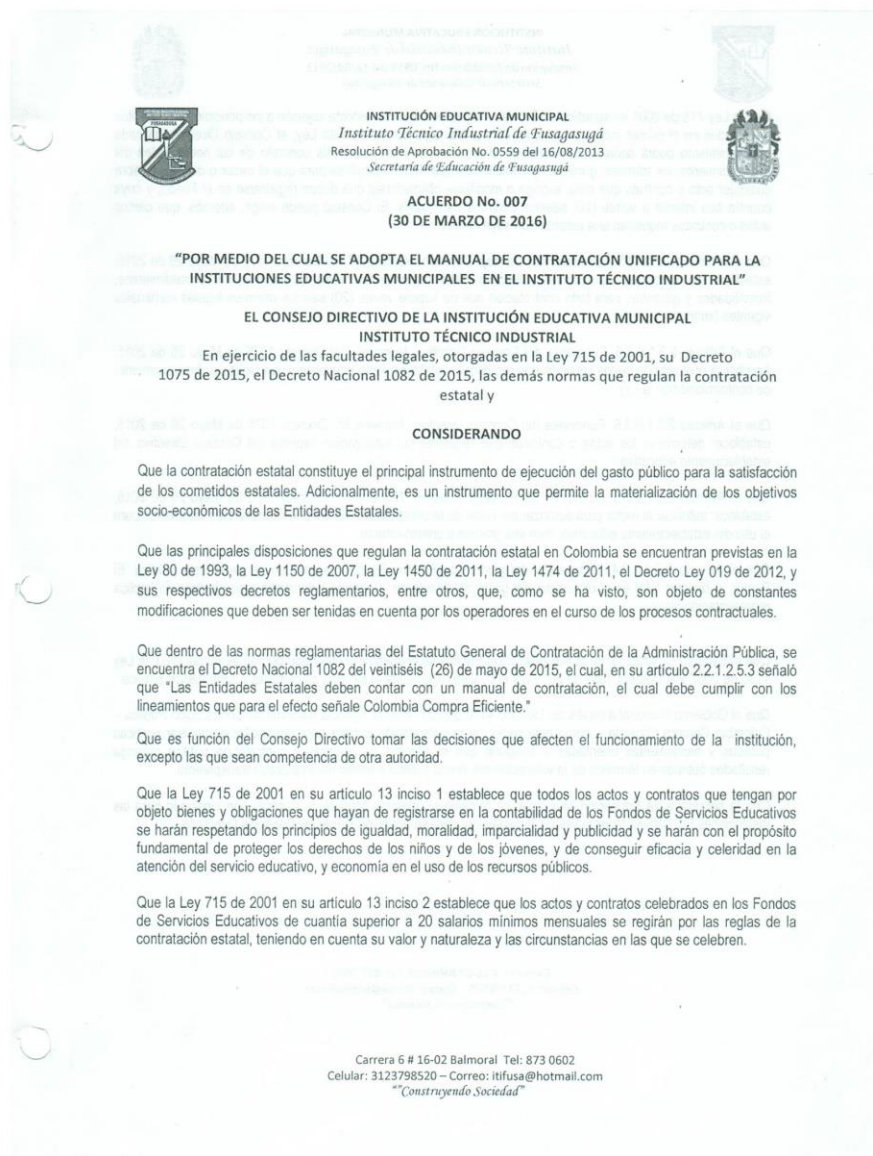 INSTITUCIÓN EDUCATIVA MUNICIPAL
Instituto Técnico Industrial de Fusagasugá
Resolución de Aprobación No. 0559 del 16/08/2013
Secretaría de Educación de Fusagasugá
ACUERDO No. 007
(30 DE MARZO DE 2016)
"POR MEDIO DEL CUAL SE ADOPTA EL MANUAL DE CONTRATACIÓN UNIFICADO PARA LA
INSTITUCIONES EDUCATIVAS MUNICIPALES EN EL INSTITUTO TÉCNICO INDUSTRIAL"
EL CONSEJO DIRECTIVO DE LA INSTITUCIÓN EDUCATIVA MUNICIPAL
INSTITUTO TÉCNICO INDUSTRIAL
En ejercicio de las facultades legales, otorgadas en la Ley 715 de 2001, su Decreto
1075 de 2015, el Decreto Nacional 1082 de 2015, las demás normas que regulan la contratación
estatal y
CONSIDERANDO
Que la contratación estatal constituye el principal instrumento de ejecución del gasto público para la satisfacción
de los cometidos estatales. Adicionalmente, es un instrumento que permite la materialización de los objetivos
socio-económicos de las Entidades Estatales.
Que las principales disposiciones que regulan la contratación estatal en Colombia se encuentran previstas en la
Ley 80 de 1993, la Ley 1150 de 2007, la Ley 1450 de 2011, la Ley 1474 de 2011, el Decreto Ley 019 de 2012, y
sus respectivos decretos reglamentarios, entre otros, que, como se ha visto, son objeto de constantes
modificaciones que deben ser tenidas en cuenta por los operadores en el curso de los procesos contractuales.
Que dentro de las normas reglamentarias del Estatuto General de Contratación de la Administración Pública, se
encuentra el Decreto Nacional 1082 del veintiséis (26) de mayo de 2015, el cual, en su artículo 2.2.1.2.5.3 señaló
que "Las Entidades Estatales deben contar con un manual de contratación, el cual debe cumplir con los
lineamientos que para el efecto señale Colombia Compra Eficiente."
Que es función del Consejo Directivo tomar las decisiones que afecten el funcionamiento de la institución,
excepto las que sean competencia de otra autoridad.
Que la Ley 715 de 2001 en su artículo 13 inciso 1 establece que todos los actos y contratos que tengan por
objeto bienes y obligaciones que hayan de registrarse en la contabilidad de los Fondos de Servicios Educativos
se harán respetando los principios de igualdad, moralidad, imparcialidad y publicidad y se harán con el propósito
fundamental de proteger los derechos de los niños y de los jóvenes, y de conseguir eficacia y celeridad en la
atención del servicio educativo, y economía en el uso de los recursos públicos.
Que la Ley 715 de 2001 en su artículo 13 inciso 2 establece que los actos y contratos celebrados en los Fondos
de Servicios Educativos de cuantía superior a 20 salarios mínimos mensuales se regirán por las reglas de la
contratación estatal, teniendo en cuenta su valor y naturaleza y las circunstancias en las que se celebren.
Carrera 6 # 16-02 Balmoral Tel: 873 0602
Celular: 3123798520 – Correo: itifusa@hotmail.com
""Construyendo Sociedad"